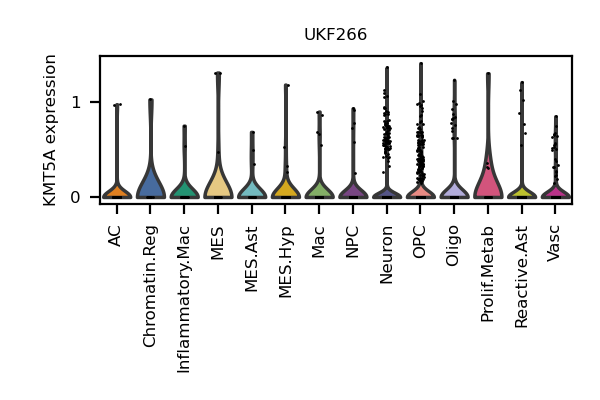 UKF266
KMT5A expression
1
0
AC
Chromatin.Reg
Inflammatory.Mac
MES
MES.Ast
MES.Hyp
Mac
NPC
Neuron
OPC
Oligo
Prolif.Metab
Reactive.Ast
Vasc